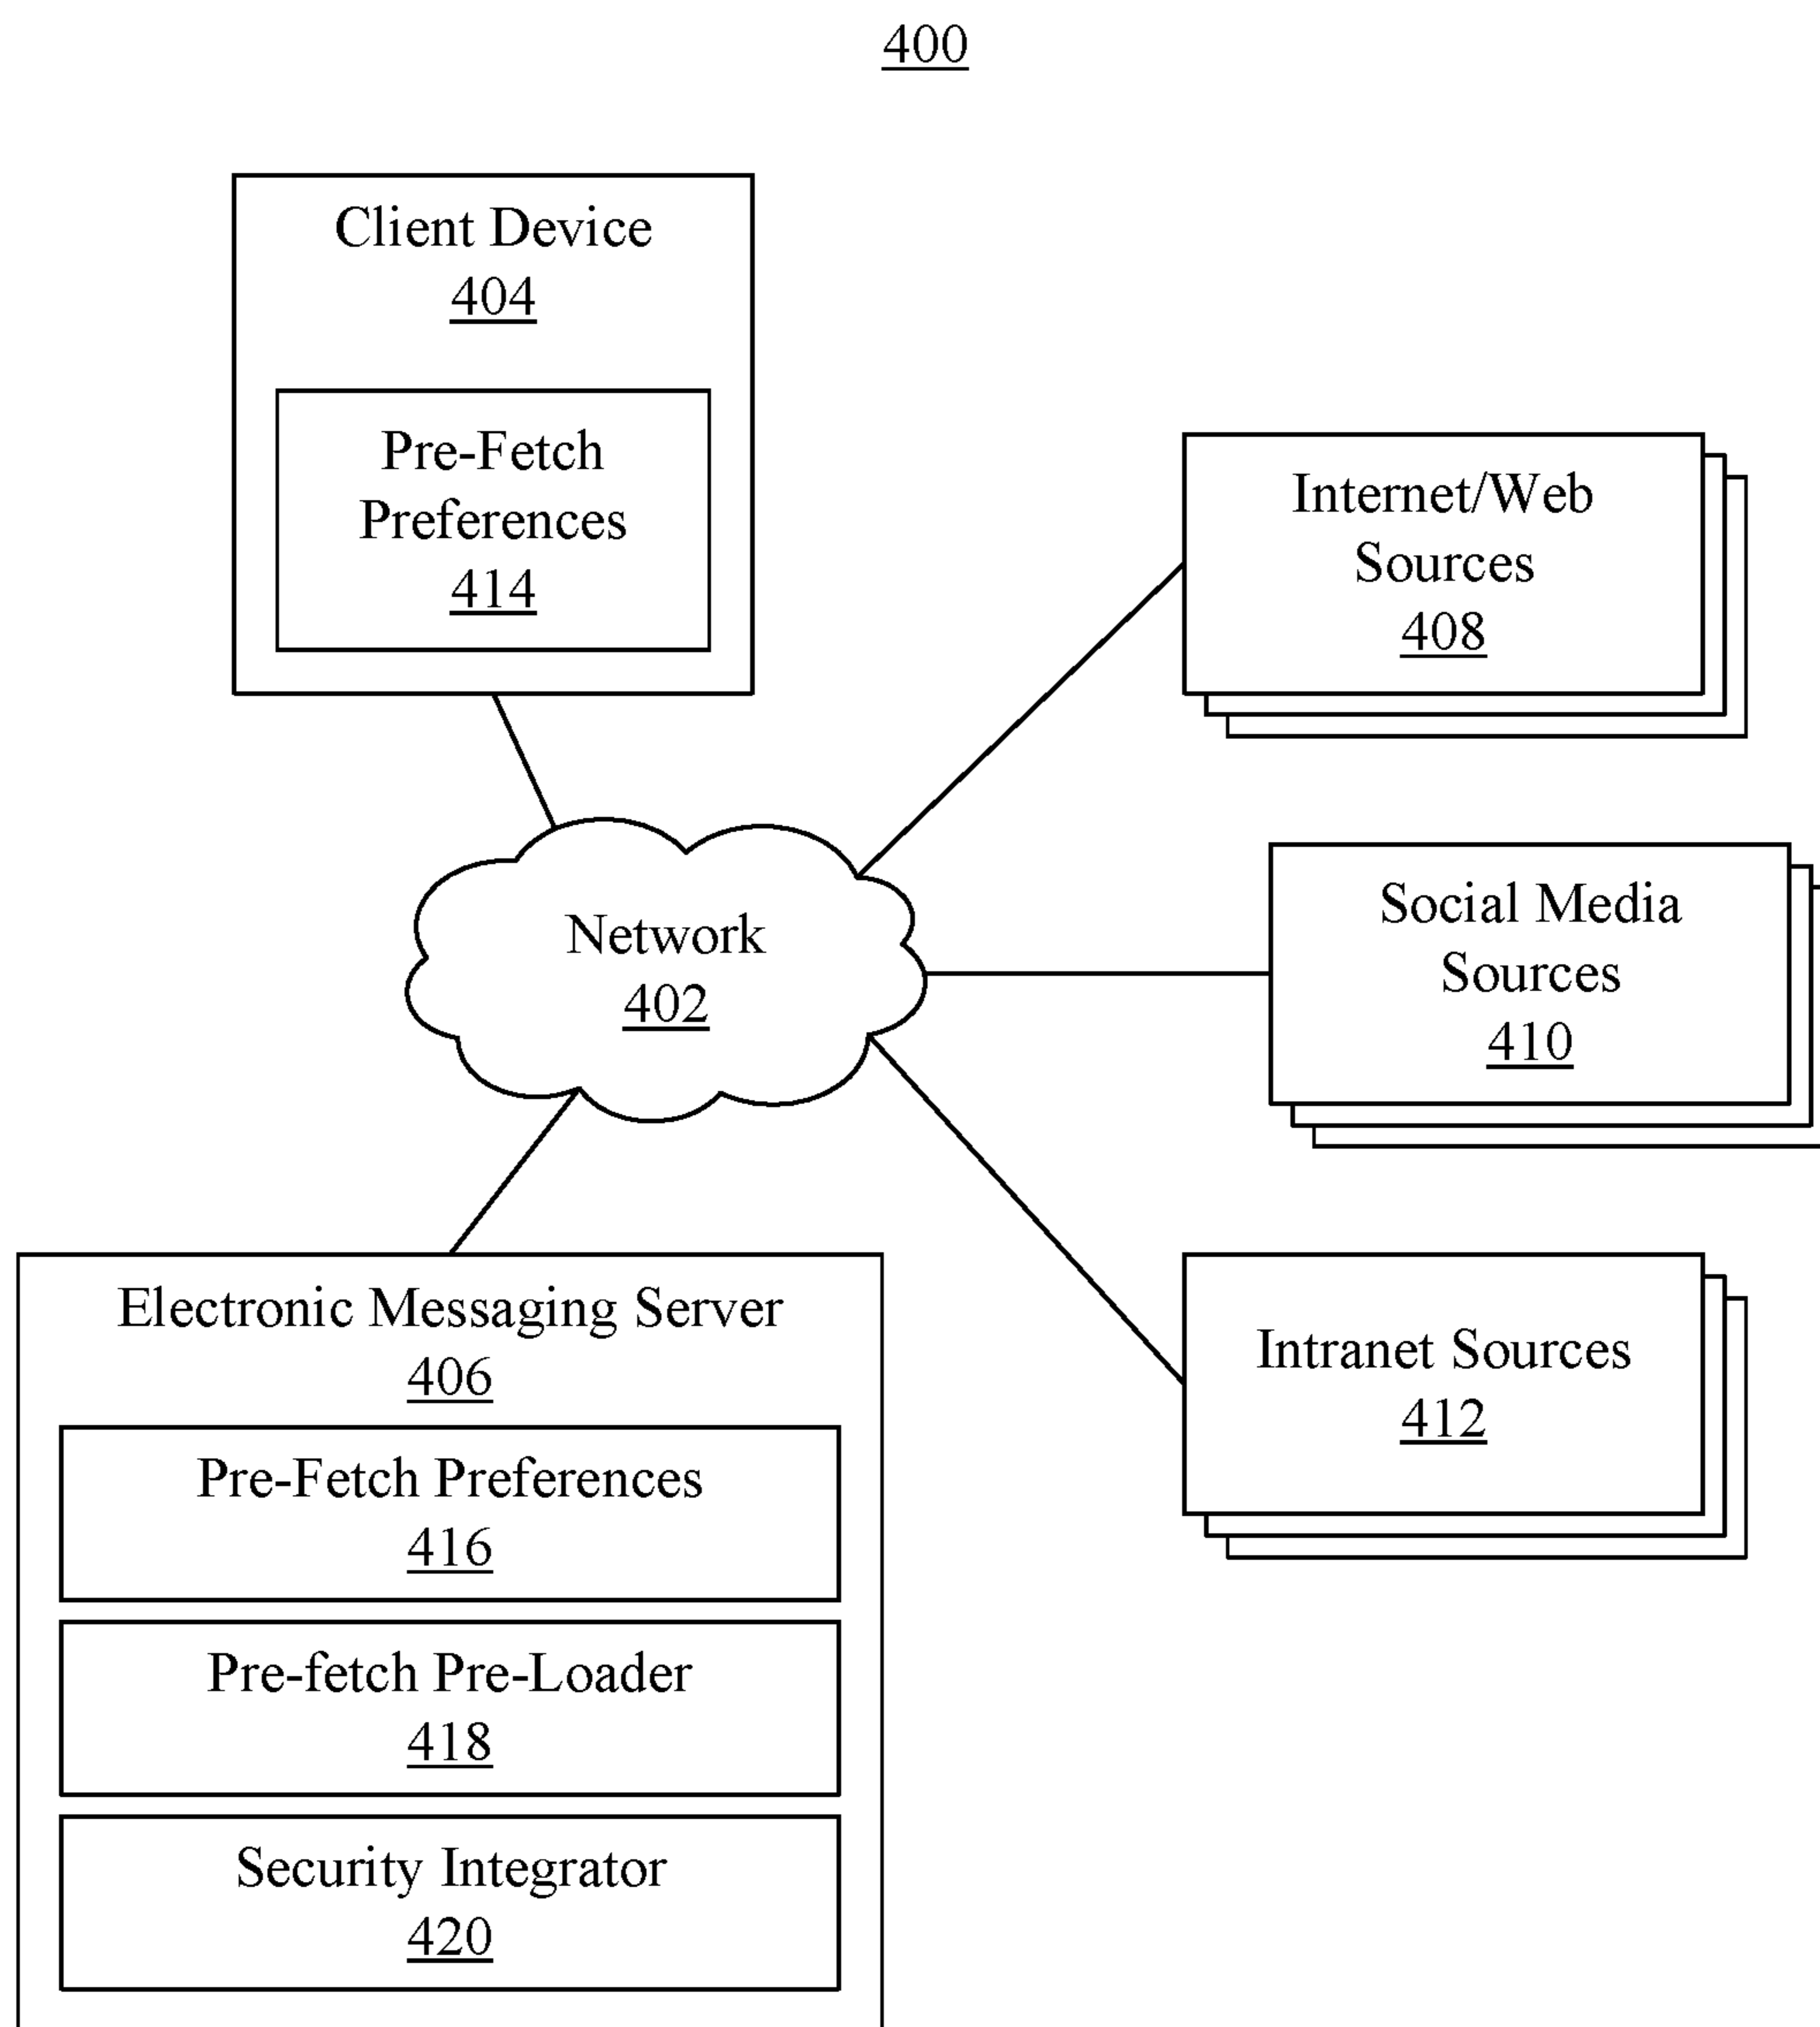 400
Client Device
404
Pre-Fetch
Preferences
414
Internet/Web
Sources
408
Network
402
Social Media
Sources
410
Electronic Messaging Server
406
Pre-Fetch Preferences
416
Pre-fetch Pre-Loader
418
Security Integrator
420
Intranet Sources
412